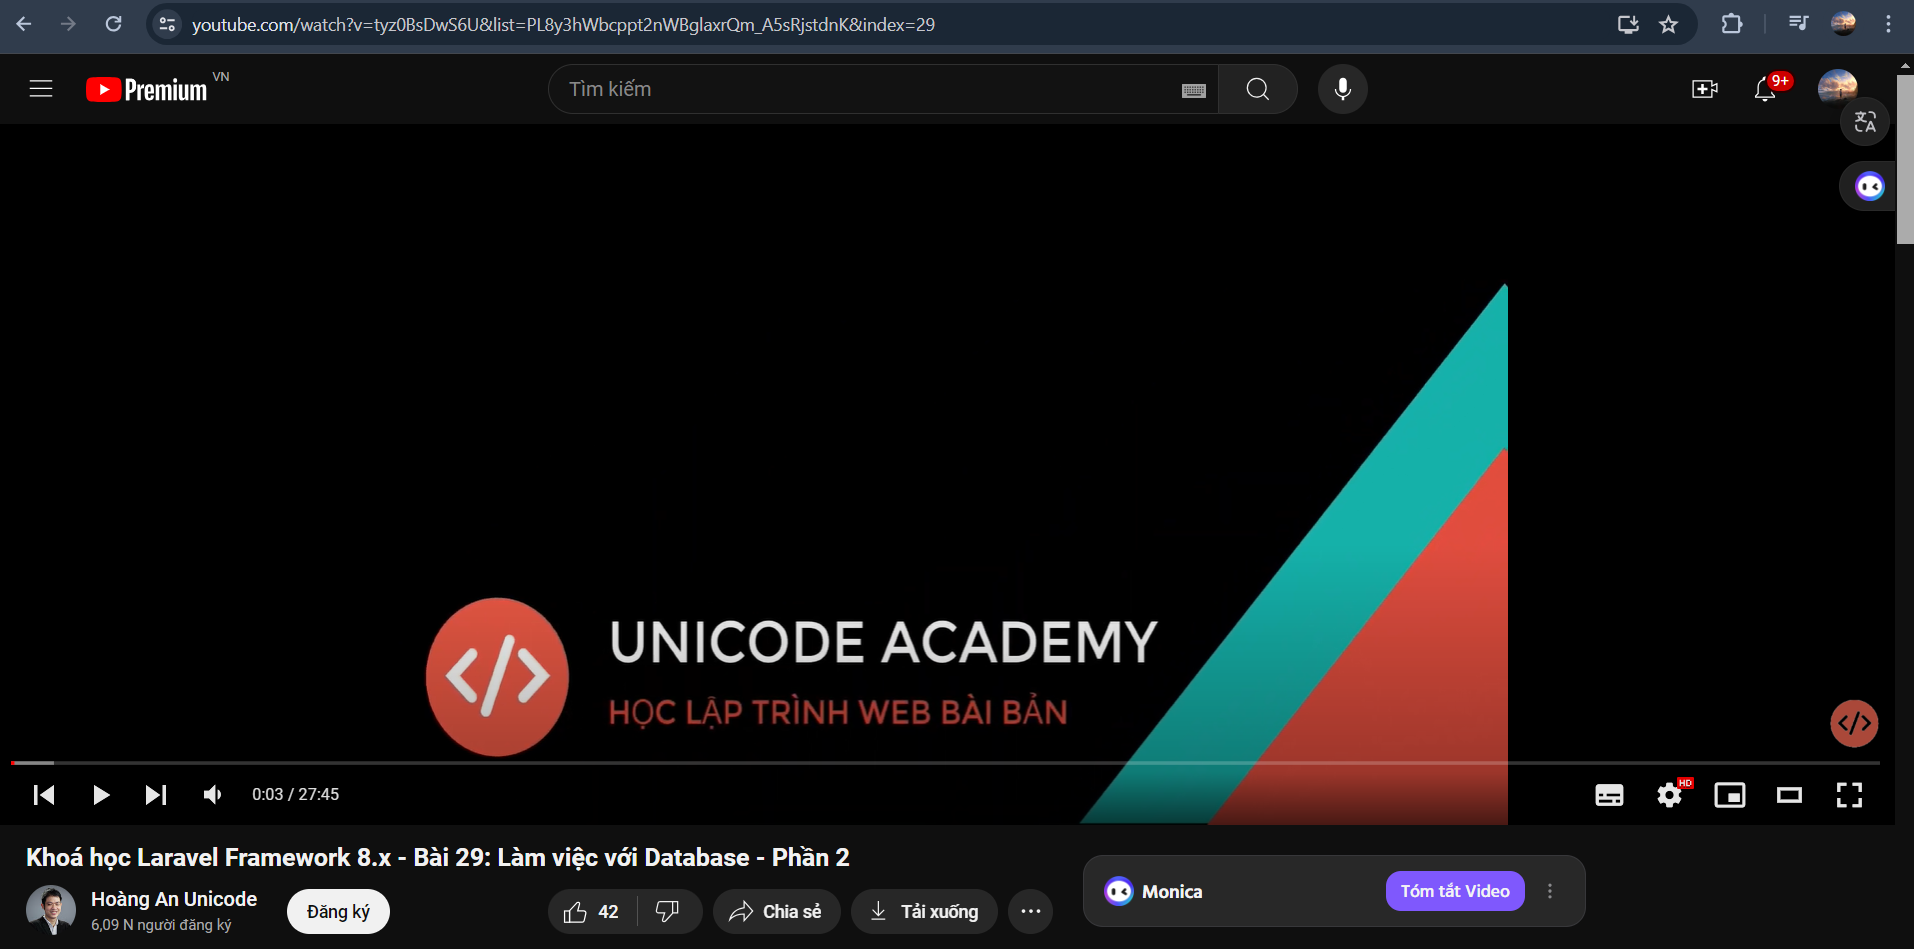 youtube.com/watch?v=tyz0BsDwS6U&list=PL8y3hWbcppt2nWBglaxrQm_A5sRjstdnK&index=29
Premium VN
Tìm kiếm
9+
UNICODE ACADEMY
HỌC LẬP TRÌNH WEB BÀI BẢN
0:03 / 27:45
HD
Khoá học Laravel Framework 8.x - Bài 29: Làm việc với Database - Phần 2
Hoàng An Unicode
6,09 N người đăng ký
Đăng ký
42
Chia sẻ
Tải xuống
Monica
Tóm tắt Video